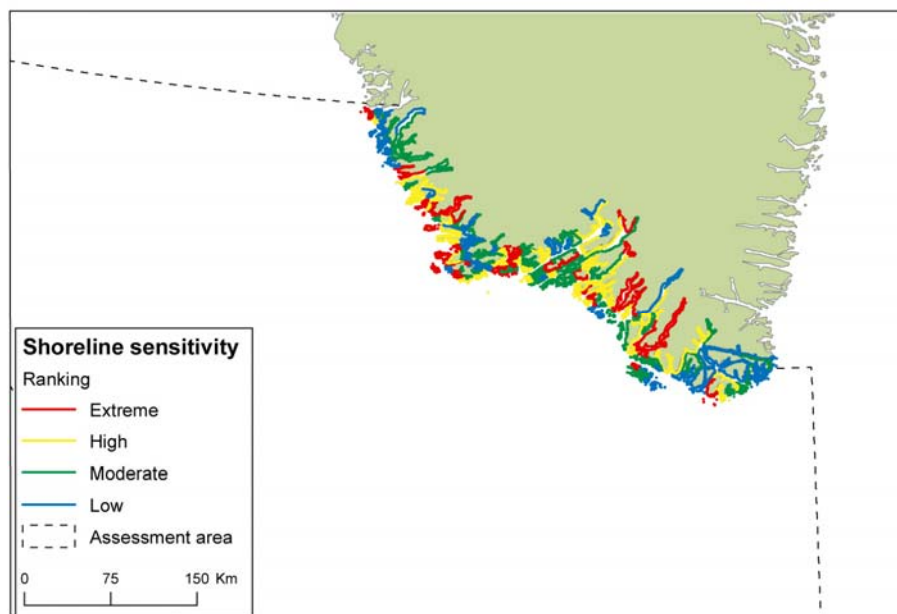 Shoreline sensitivity
Ranking
Extreme
High
Moderate
Low
Assessment area
0 75 150 Km